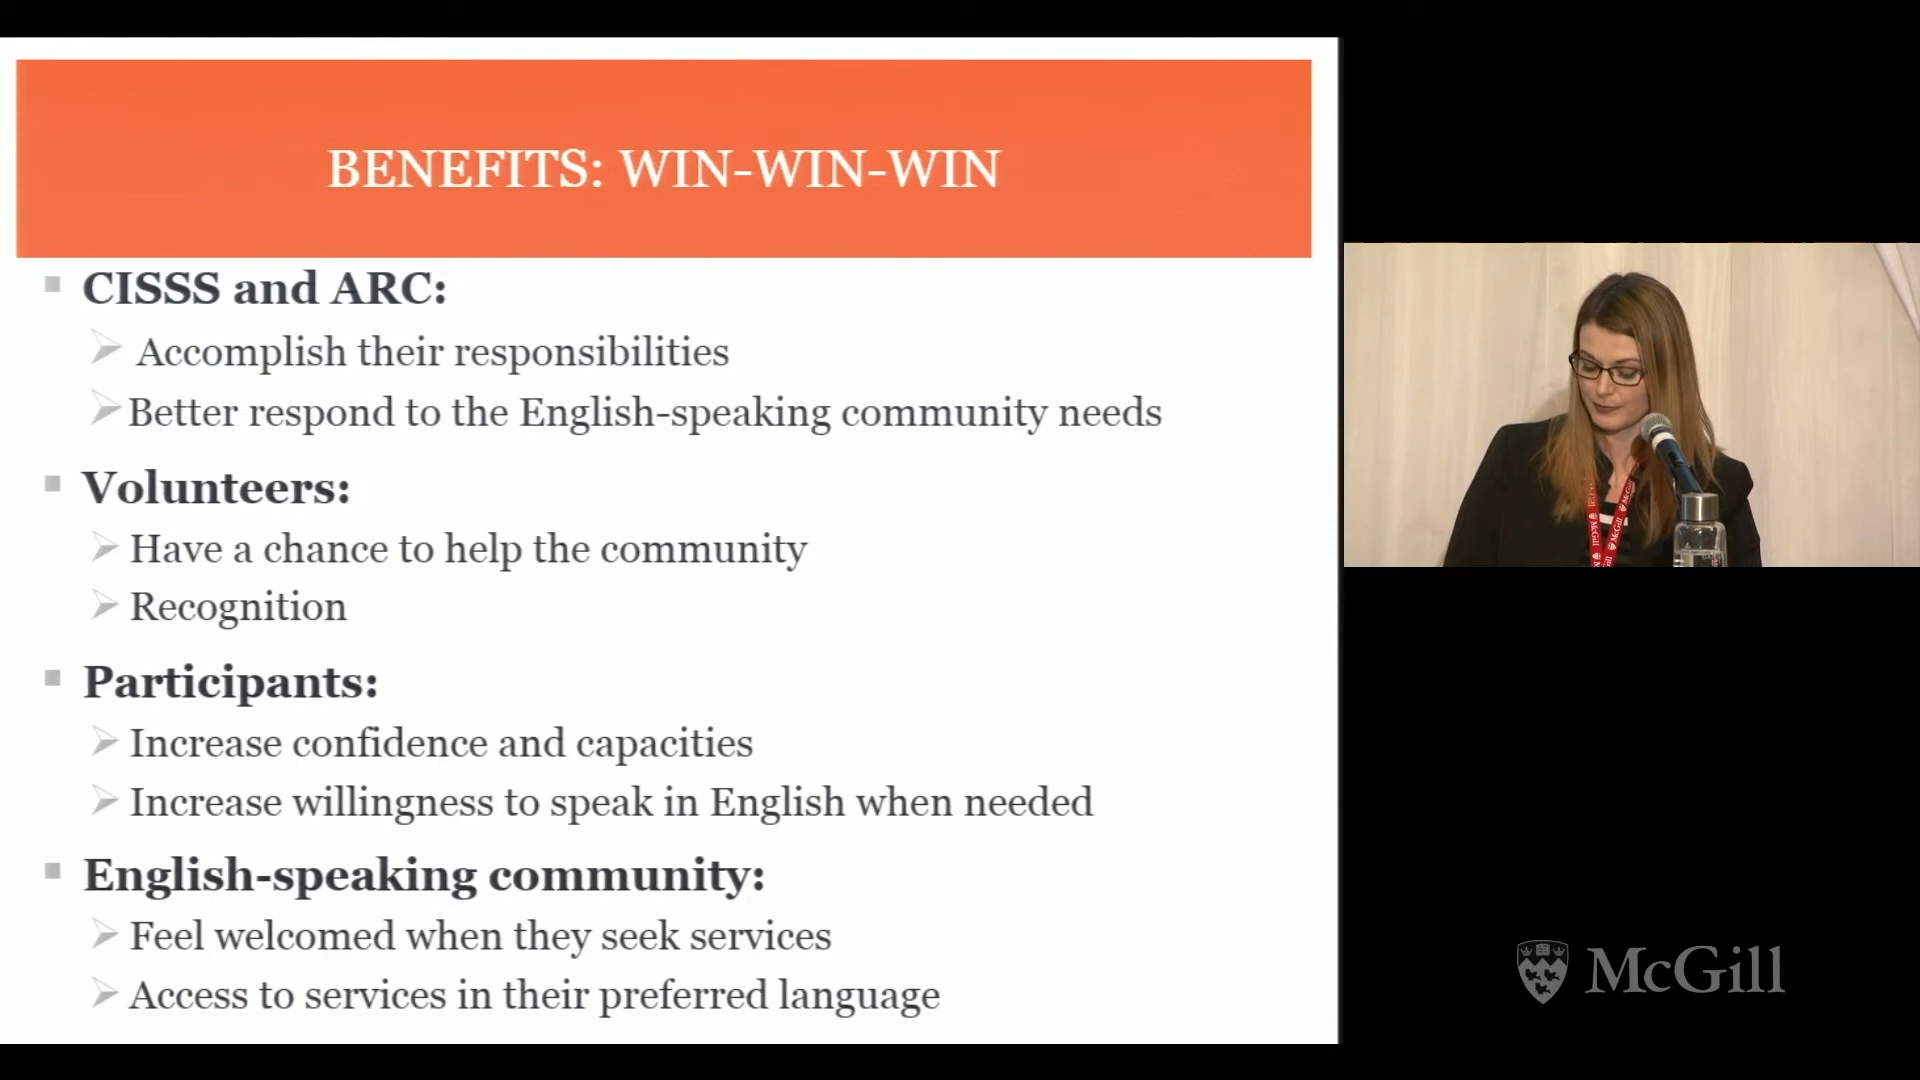 BENEFITS: WIN-WIN-WIN
CISSS and ARC:
Accomplish their responsibilities
Better respond to the English-speaking community needs
Volunteers:
Have a chance to help the community
Recognition
Participants:
Increase confidence and capacities
Increase willingness to speak in English when needed
English-speaking community:
Feel welcomed when they seek services
Access to services in their preferred language
McGill
McGill
McGill